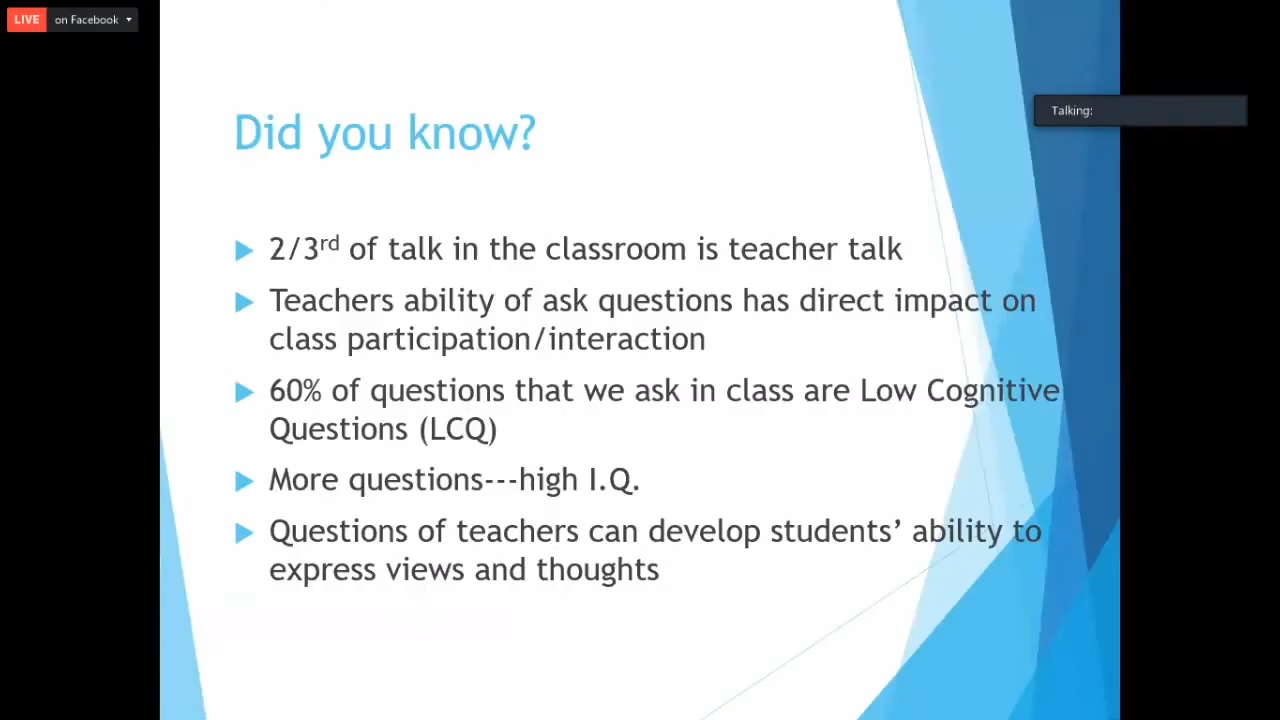 LIVE on Facebook
Talking:
Did you know?
2/3rd of talk in the classroom is teacher talk
Teachers ability of ask questions has direct impact on
class participation/interaction
60% of questions that we ask in class are Low Cognitive
Questions (LCQ)
More questions---high I.Q.
Questions of teachers can develop students’ ability to
express views and thoughts